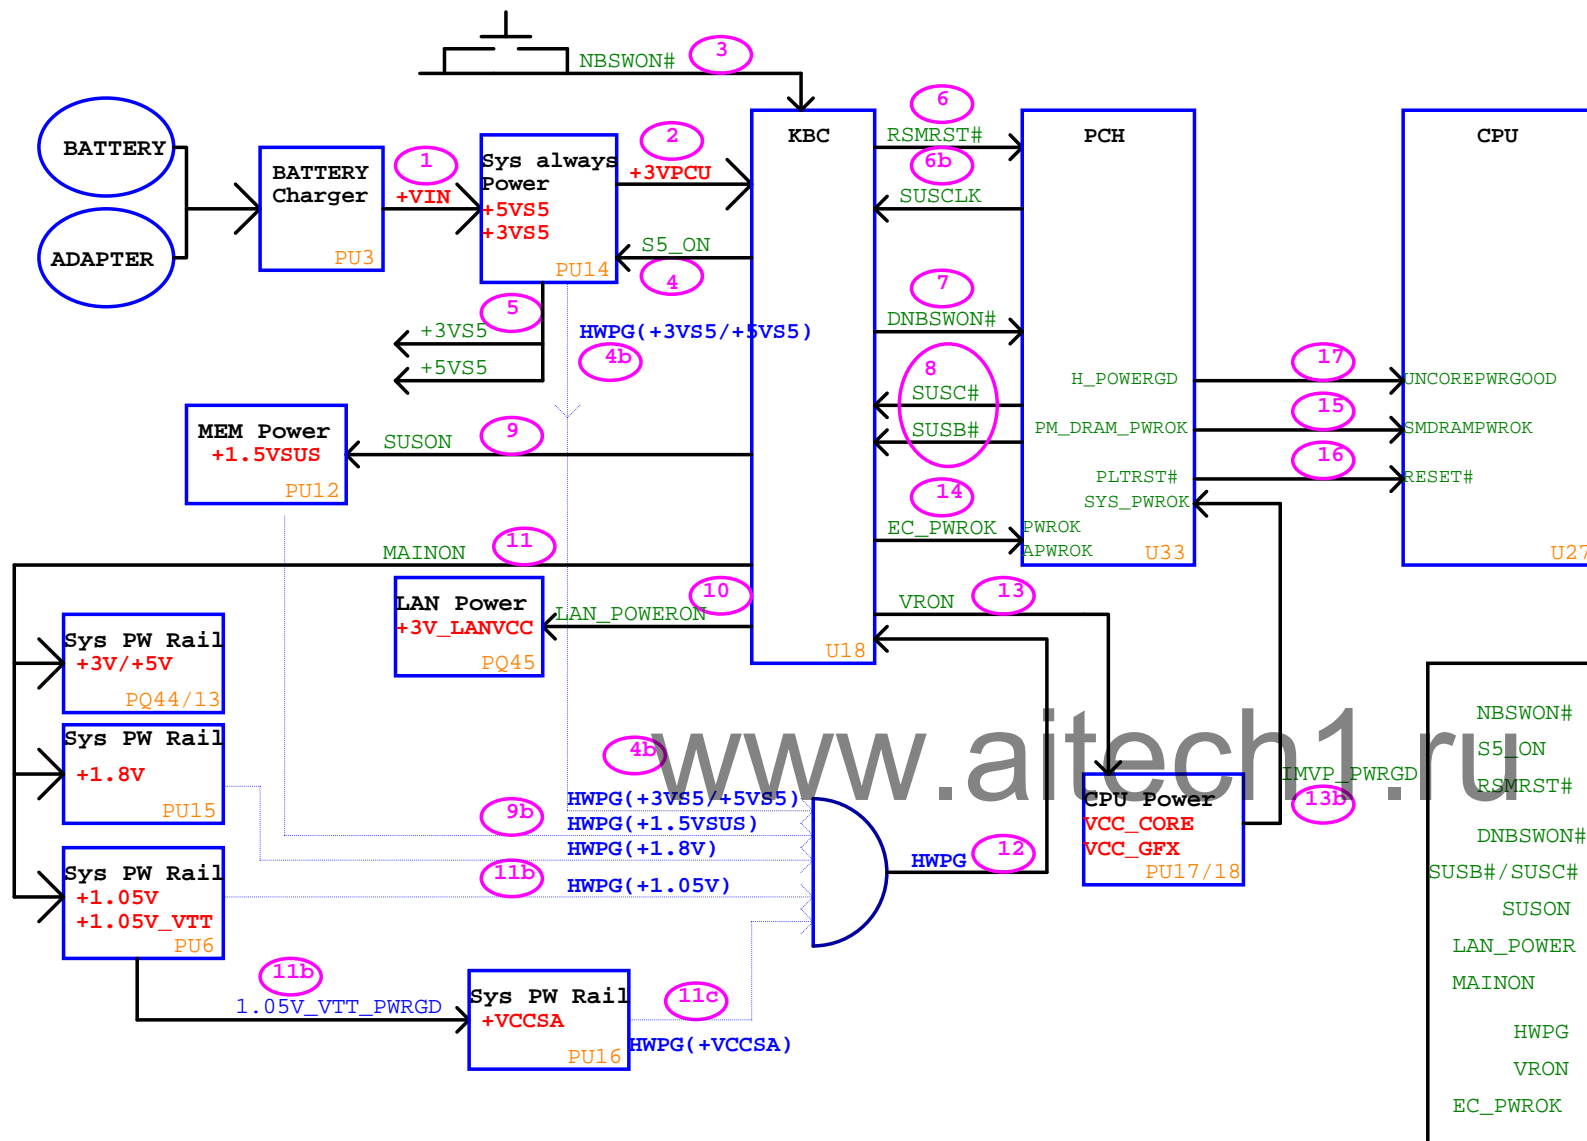 NBSWON#
3
BATTERY
ADAPTER
BATTERY
Charger
PU3
1
+VIN
Sys always
Power
+5VS5
+3VS5
PU14
2
+3VPCU
S5_ON
4
5
+3VS5
+5VS5
HWPG(+3VS5/+5VS5)
4b
KBC
U18
6
RSMRST#
6b
SUSCLK
7
DNBSWON#
8
SUSC#
SUSB#
14
EC_PWROK
PCH
H_POWERGD
PM_DRAM_PWROK
PLTRST#
SYS_PWROK
PWROK
APWROK
U33
17
15
16
CPU
UNCOREPWRGOOD
SMDRAMPWROK
RESET#
U27
MEM Power
+1.5VSUS
PU12
SUSON
9
MAINON
11
LAN Power
+3V_LANVCC
PQ45
LAN_POWERON
10
VRON
13
Sys PW Rail
+3V/+5V
PQ44/13
Sys PW Rail
+1.8V
PU15
Sys PW Rail
+1.05V
+1.05V_VTT
PU6
4b
HWPG(+3VS5/+5VS5)
9b
HWPG(+1.5VSUS)
HWPG(+1.8V)
11b
HWPG(+1.05V)
HWPG
12
CPU Power
VCC_CORE
VCC_GFX
PU17/18
IMVP_PWRGD
13b
11b
1.05V_VTT_PWRGD
Sys PW Rail
+VCCSA
PU16
11c
HWPG(+VCCSA)
www.aitech1.ru
NBSWON#
S5_ON
RSMRST#
DNBSWON#
SUSB#/SUSC#
SUSON
LAN_POWER
MAINON
HWPG
VRON
EC_PWROK